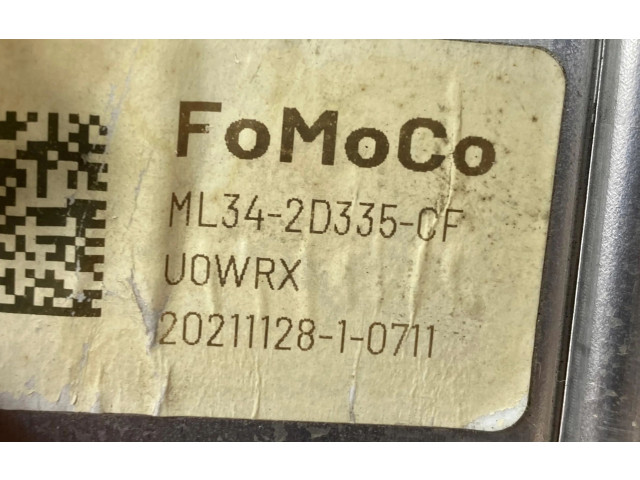 FoMoCo
ML34-2D335-CF
U0WRX
20211128-1-0711